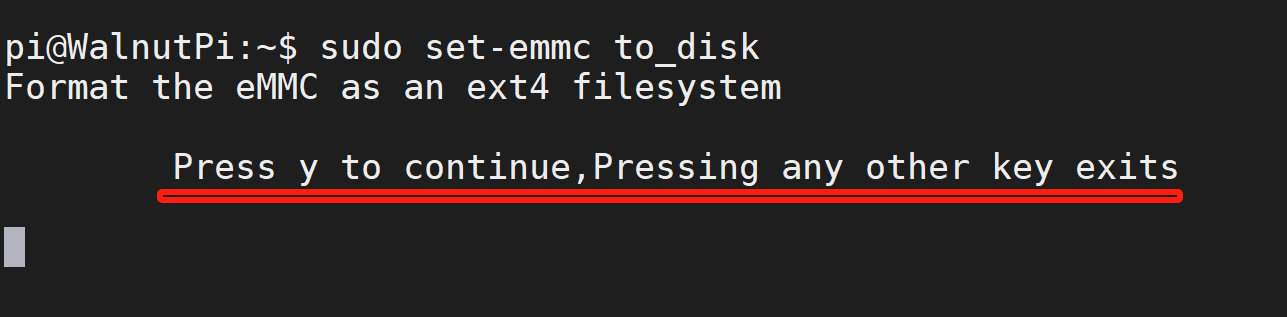 pi@WalnutPi:~$ sudo set-emmc to_disk
Format the eMMC as an ext4 filesystem
Press y to continue,Pressing any other key exits